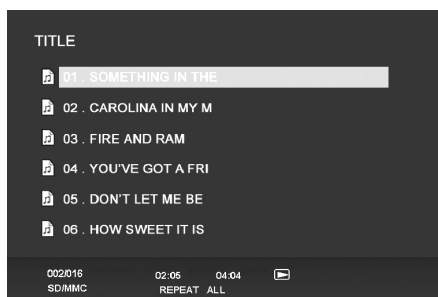 TITLE
01 . SOMETHING IN THE
02 . CAROLINA IN MY M
03 . FIRE AND RAM
04 . YOU'VE GOT A FRI
05 . DON'T LET ME BE
06 . HOW SWEET IT IS
002/016 02:05 04:04
SD/MMC REPEAT ALL